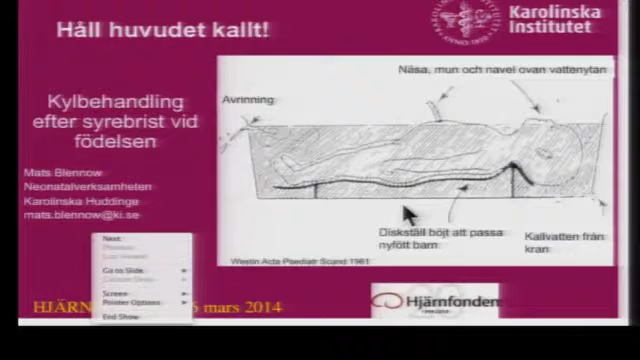 Håll huvudet kallt!
Karolinska
Institutet
Kylbehandling
efter syrebrist vid
födelsen
Mats Blennow
Neonatalverksamheten
Karolinska Huddinge
mats.blennow@ki.se
Näsa, mun och navel ovan vattenytan
Avrinning
Diskställ böjt att passa
nyfött barn
Kallvatten från
kran
Westin Acta Paediatr Scand 1961
Next
Go to Slide
Screen
Pointer Options
End Show
HJÄRN
5 mars 2014
Hjärnfonden